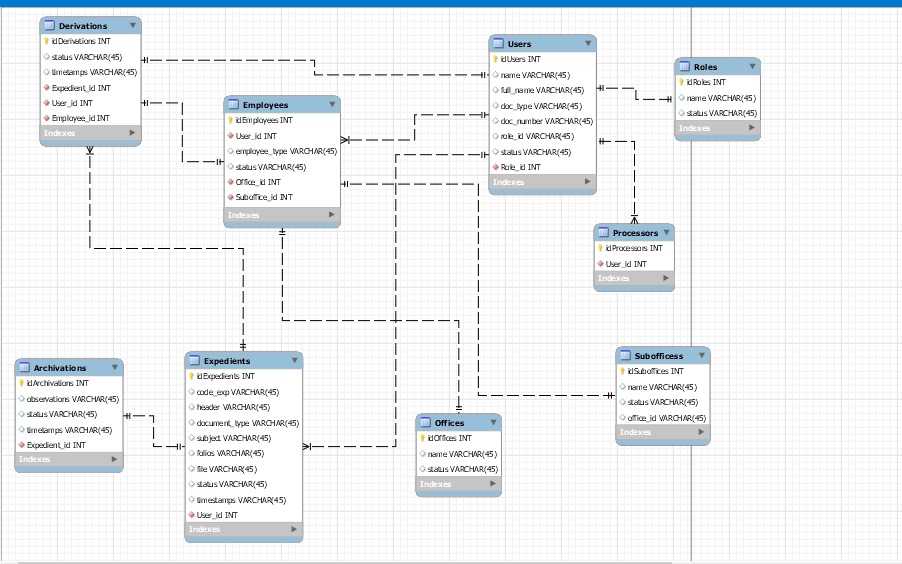 Derivations
idDerivations INT
status VARCHAR(45)
timetamps VARCHAR(45)
Expedient_id INT
User_id INT
Employee_id INT
Indexes
Employees
idEmployees INT
User_id INT
employee_type VARCHAR(45)
status VARCHAR(45)
Office_id INT
Suboffice_id INT
Indexes
Users
idUsers INT
name VARCHAR(45)
full_name VARCHAR(45)
doc_type VARCHAR(45)
doc_number VARCHAR(45)
role_id VARCHAR(45)
status VARCHAR(45)
Role_id INT
Indexes
Roles
idRoles INT
name VARCHAR(45)
status VARCHAR(45)
Indexes
Processors
idProcessors INT
User_id INT
Indexes
Archivations
idArchivations INT
observations VARCHAR(45)
status VARCHAR(45)
timetamps VARCHAR(45)
Expedient_id INT
Indexes
Expedients
idExpedients INT
code_exp VARCHAR(45)
header VARCHAR(45)
document_type VARCHAR(45)
subject VARCHAR(45)
folios VARCHAR(45)
file VARCHAR(45)
status VARCHAR(45)
timestamps VARCHAR(45)
User_id INT
Indexes
Offices
idOffices INT
name VARCHAR(45)
status VARCHAR(45)
Indexes
Subofficess
idSuboffices INT
name VARCHAR(45)
status VARCHAR(45)
office_id VARCHAR(45)
Indexes